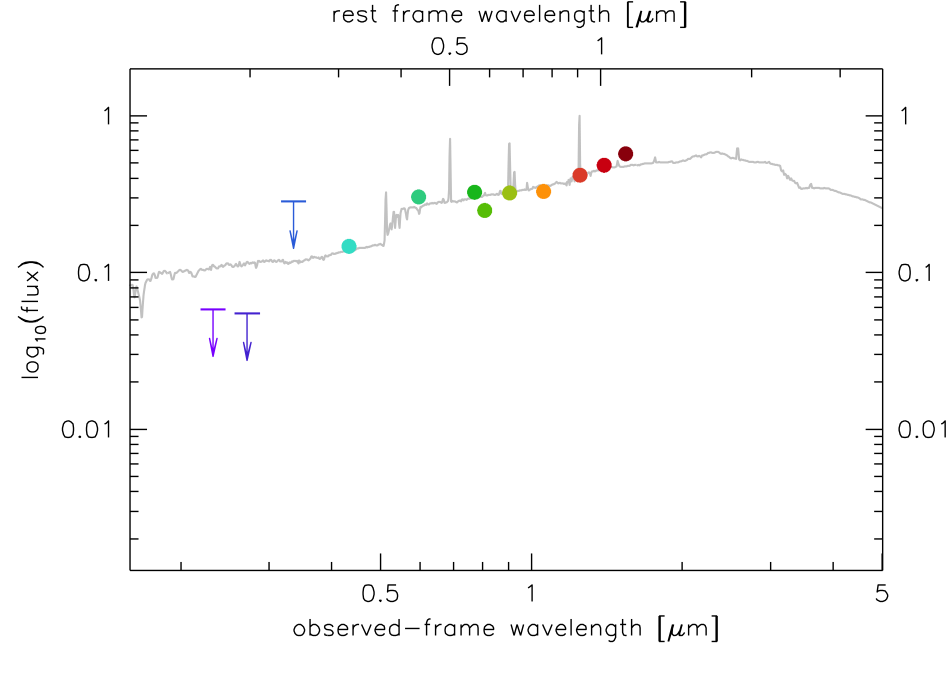 rest frame wavelength [μm]
0.5 1
1 1
0.1 0.1
log10(flux)
0.01 0.01
0.5 1 5
observed-frame wavelength [μm]